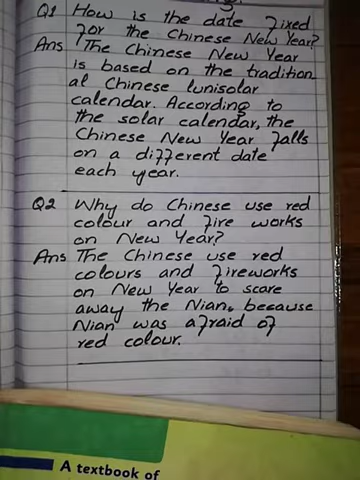 Q1 How is the date fixed
for the Chinese New Year?
Ans The Chinese New Year
is based on the tradition
al Chinese lunisolar
calendar. According to
the solar calendar, the
Chinese New Year falls
on a different date
each year.
Q2 Why do Chinese use red
colour and fire works
on New Year?
Ans The Chinese use red
colours and fireworks
on New Year to scare
away the Nian, because
Nian was afraid of
red colour.
A textbook of